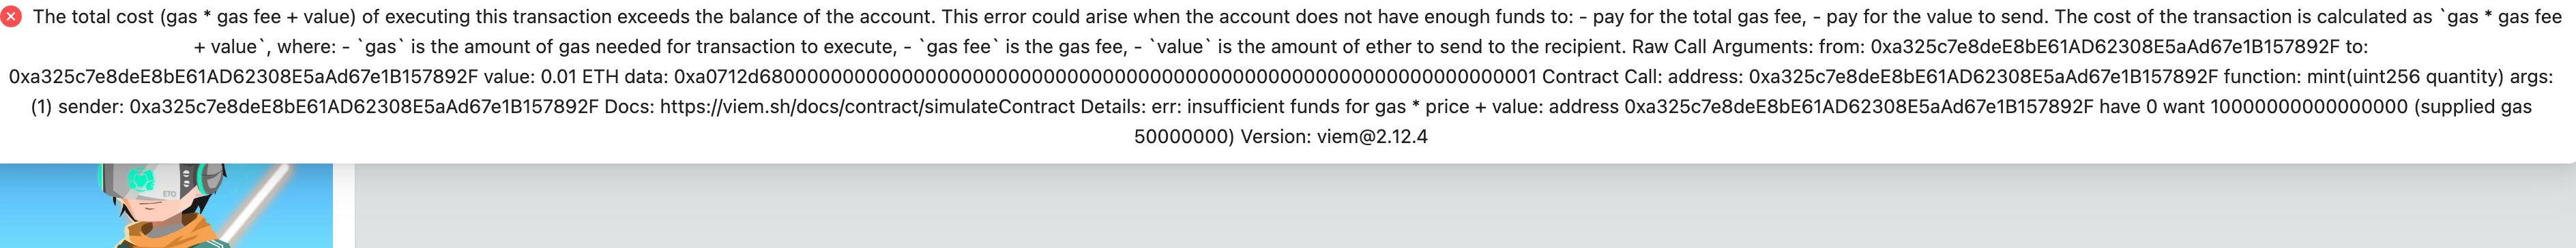 The total cost (gas * gas fee + value) of executing this transaction exceeds the balance of the account. This error could arise when the account does not have enough funds to: - pay for the total gas fee, - pay for the value to send. The cost of the transaction is calculated as `gas * gas fee
+ value`, where: - `gas` is the amount of gas needed for transaction to execute, - `gas fee` is the gas fee, - `value` is the amount of ether to send to the recipient. Raw Call Arguments: from: 0xa325c7e8deE8bE61AD62308E5aAd67e1B157892F to:
0xa325c7e8deE8bE61AD62308E5aAd67e1B157892F value: 0.01 ETH data: 0xa0712d680000000000000000000000000000000000000000000000000000000000000001 Contract Call: address: 0xa325c7e8deE8bE61AD62308E5aAd67e1B157892F function: mint(uint256 quantity) args:
(1) sender: 0xa325c7e8deE8bE61AD62308E5aAd67e1B157892F Docs: https://viem.sh/docs/contract/simulateContract Details: err: insufficient funds for gas * price + value: address 0xa325c7e8deE8bE61AD62308E5aAd67e1B157892F have 0 want 10000000000000000 (supplied gas
50000000) Version: viem@2.12.4
ETO